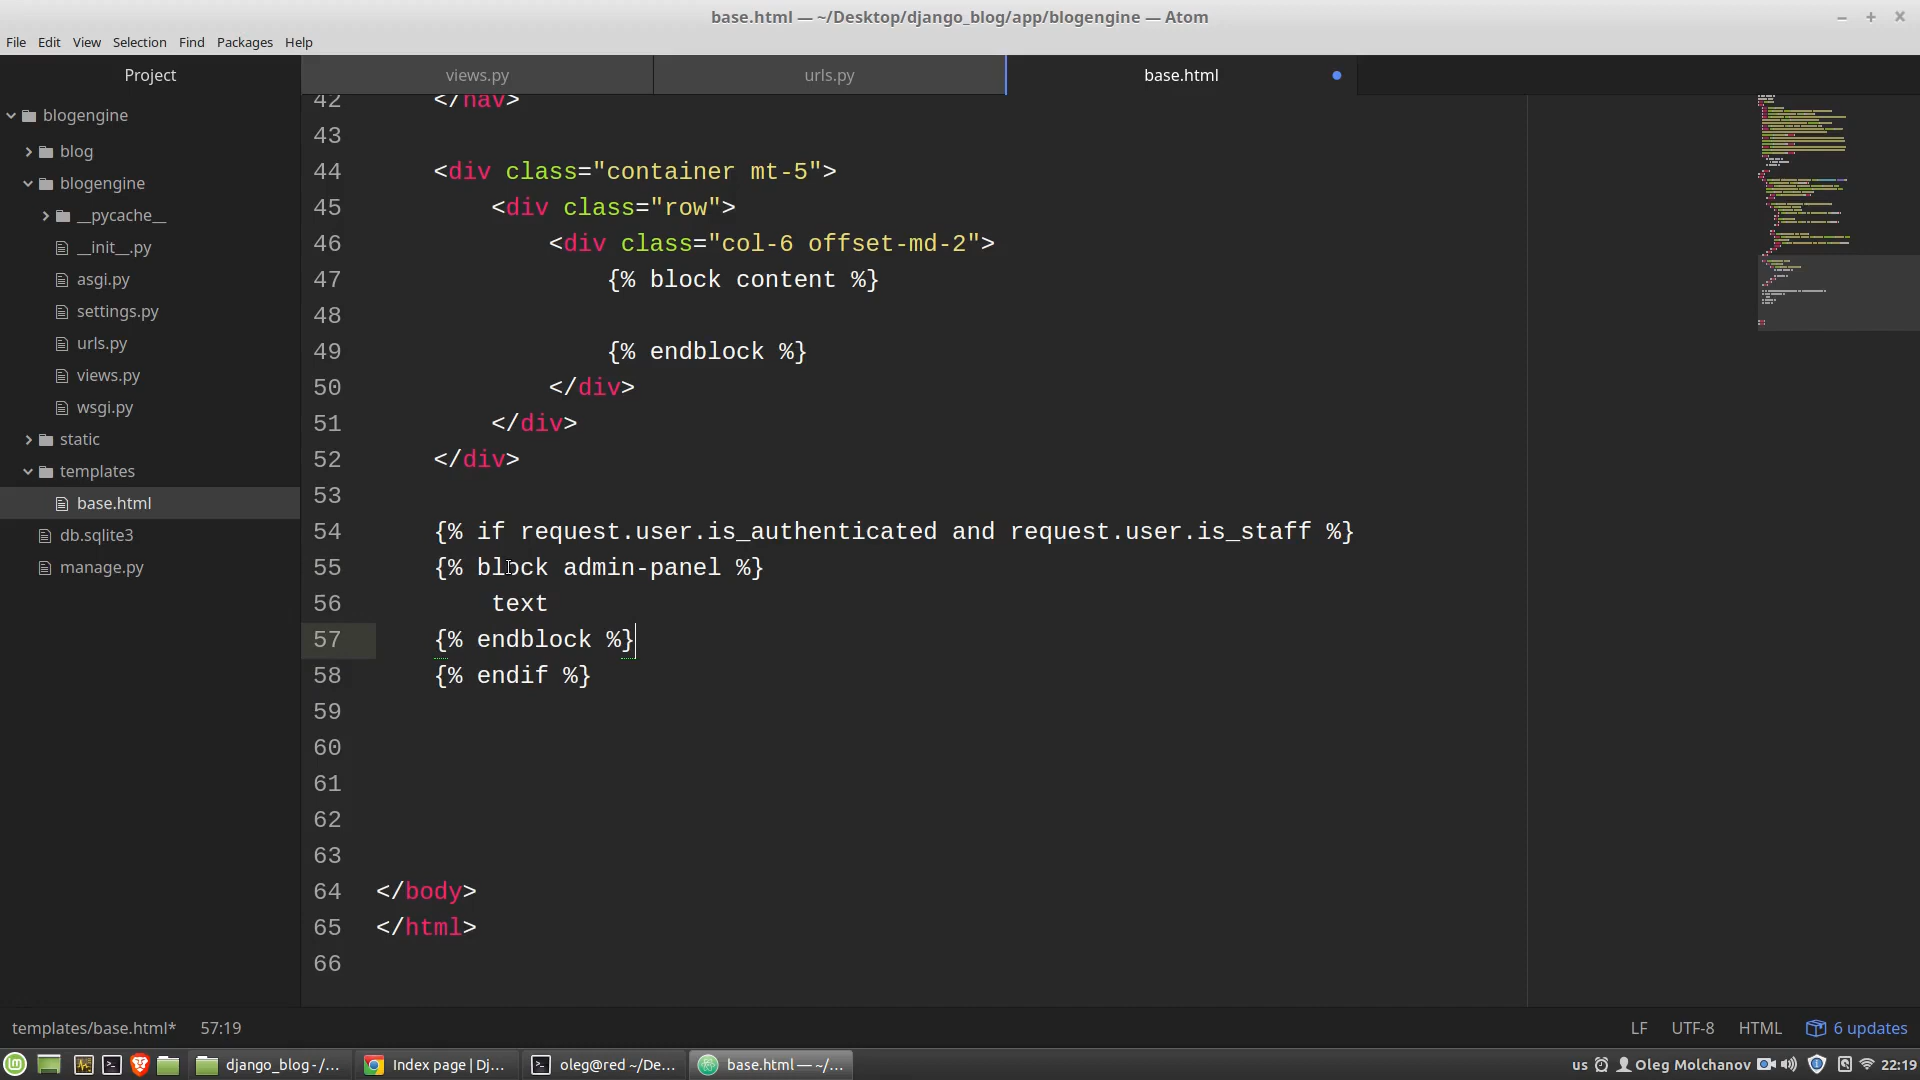 base.html — ~/Desktop/django_blog/app/blogengine — Atom
File Edit View Selection Find Packages Help
Project
views.py
urls.py
base.html
blogengine
blog
blogengine
__pycache__
__init__.py
asgi.py
settings.py
urls.py
views.py
wsgi.py
static
templates
base.html
db.sqlite3
manage.py
42 </nav>
43
44 <div class="container mt-5">
45 <div class="row">
46 <div class="col-6 offset-md-2">
47 {% block content %}
48
49 {% endblock %}
50 </div>
51 </div>
52 </div>
53
54 {% if request.user.is_authenticated and request.user.is_staff %}
55 {% block admin-panel %}
56 text
57 {% endblock %}
58 {% endif %}
59
60
61
62
63
64 </body>
65 </html>
66
templates/base.html* 57:19
LF UTF-8 HTML 6 updates
django_blog - /... Index page | Dj... oleg@red ~/De... base.html — ~/... us Oleg Molchanov 22:19